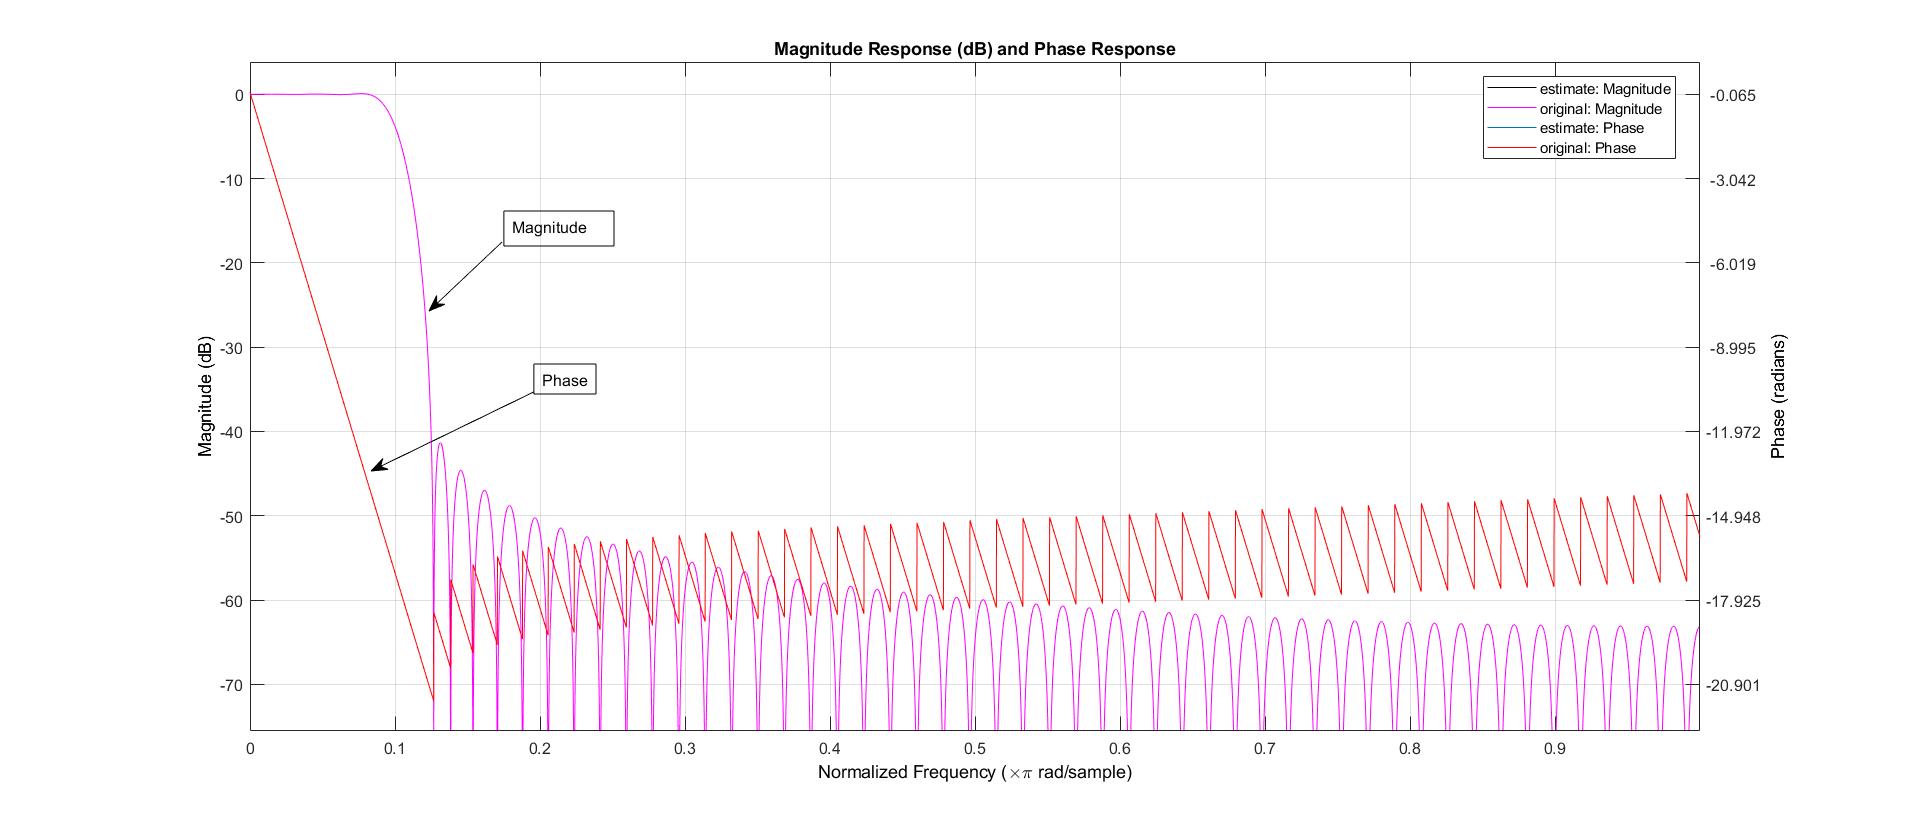 Magnitude Response (dB) and Phase Response
estimate: Magnitude
original: Magnitude
estimate: Phase
original: Phase
Magnitude
Phase
Magnitude (dB)
0
-10
-20
-30
-40
-50
-60
-70
Phase (radians)
-0.065
-3.042
-6.019
-8.995
-11.972
-14.948
-17.925
-20.901
0 0.1 0.2 0.3 0.4 0.5 0.6 0.7 0.8 0.9
Normalized Frequency (×π rad/sample)